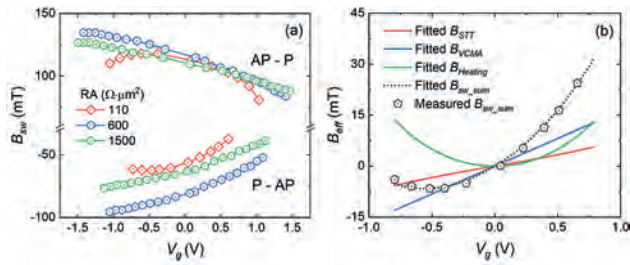 (a)
AP - P
RA (Ω·μm²)
110
600
1500
P - AP
150
100
50
-50
-100
B_sw (mT)
-1.5 -1.0 -0.5 0.0 0.5 1.0 1.5
V_g (V)
(b)
Fitted B_STT
Fitted B_VCMA
Fitted B_Heating
Fitted B_sw_sum
Measured B_sw_sum
45
30
15
0
-15
B_eff (mT)
-1.0 -0.5 0.0 0.5 1.0
V_g (V)